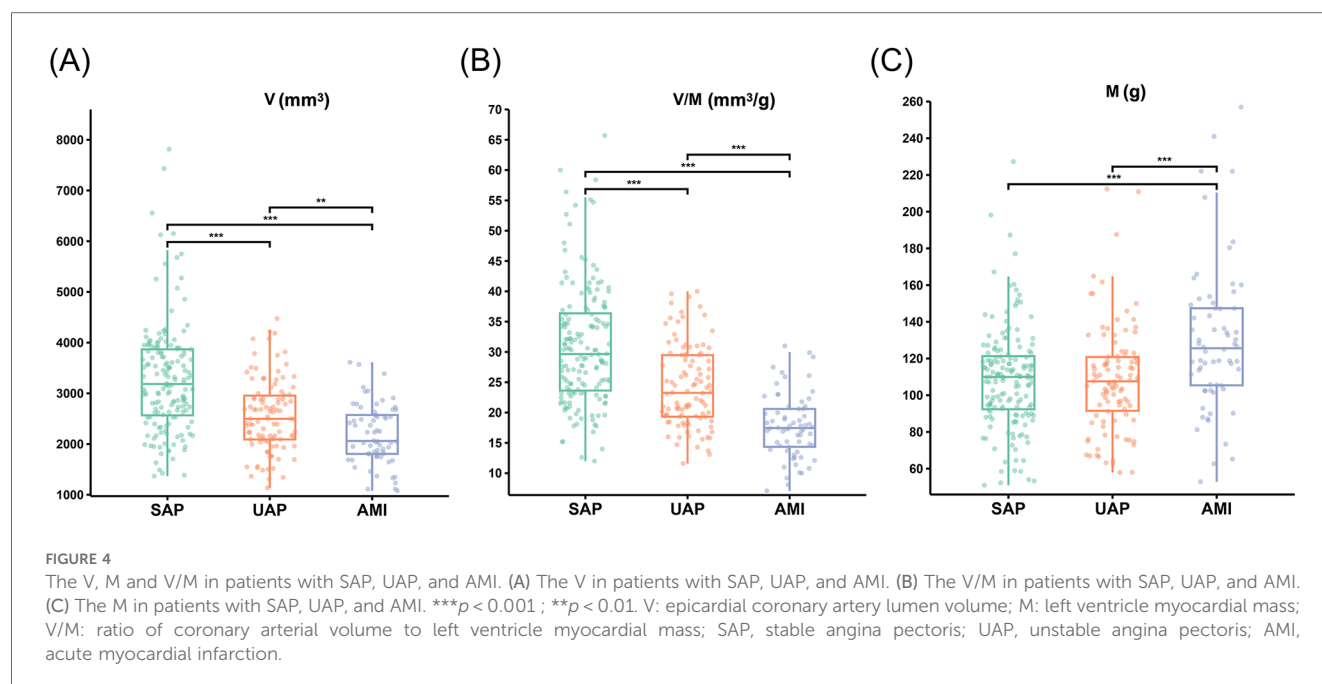 (A)
V (mm³)
8000
7000
6000
5000
4000
3000
2000
1000
***
***
**
SAP
UAP
AMI
(B)
V/M (mm³/g)
70
65
60
55
50
45
40
35
30
25
20
15
10
***
***
***
SAP
UAP
AMI
(C)
M (g)
260
240
220
200
180
160
140
120
100
80
60
***
***
SAP
UAP
AMI
FIGURE 4
The V, M and V/M in patients with SAP, UAP, and AMI. (A) The V in patients with SAP, UAP, and AMI. (B) The V/M in patients with SAP, UAP, and AMI.
(C) The M in patients with SAP, UAP, and AMI. ***p < 0.001 ; **p < 0.01. V: epicardial coronary artery lumen volume; M: left ventricle myocardial mass;
V/M: ratio of coronary arterial volume to left ventricle myocardial mass; SAP, stable angina pectoris; UAP, unstable angina pectoris; AMI,
acute myocardial infarction.